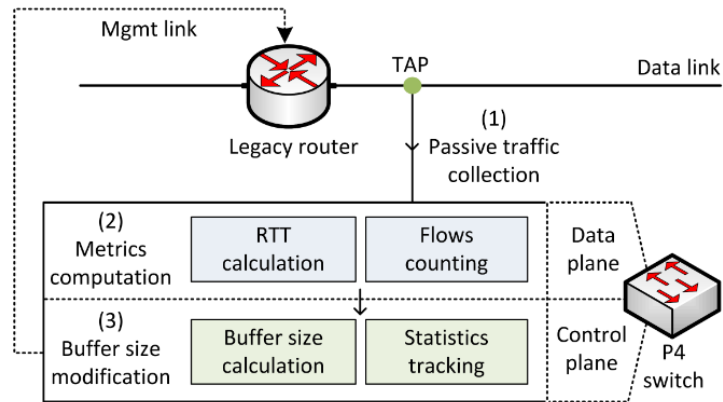 Mgmt link
TAP
Data link
Legacy router
(1)
Passive traffic
collection
(2)
Metrics
computation
RTT
calculation
Flows
counting
Data
plane
(3)
Buffer size
modification
Buffer size
calculation
Statistics
tracking
Control
plane
P4
switch